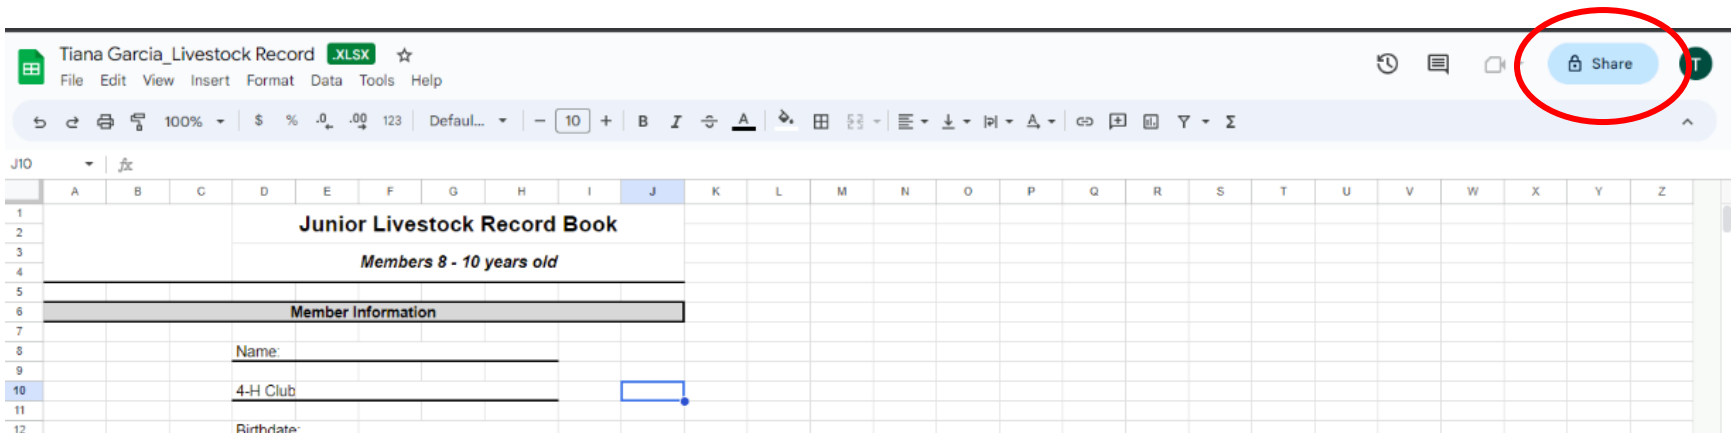 Tiana Garcia_Livestock Record .XLSX
Share
T
File Edit View Insert Format Data Tools Help
100% $ % .0 .00 123 Defaul... − 10 + B I S A Σ
J10 fx
A B C D E F G H I J K L M N O P Q R S T U V W X Y Z
1
Junior Livestock Record Book
2
3
Members 8 - 10 years old
4
5
6 Member Information
7
8 Name:
9
10 4-H Club
11
12 Birthdate: